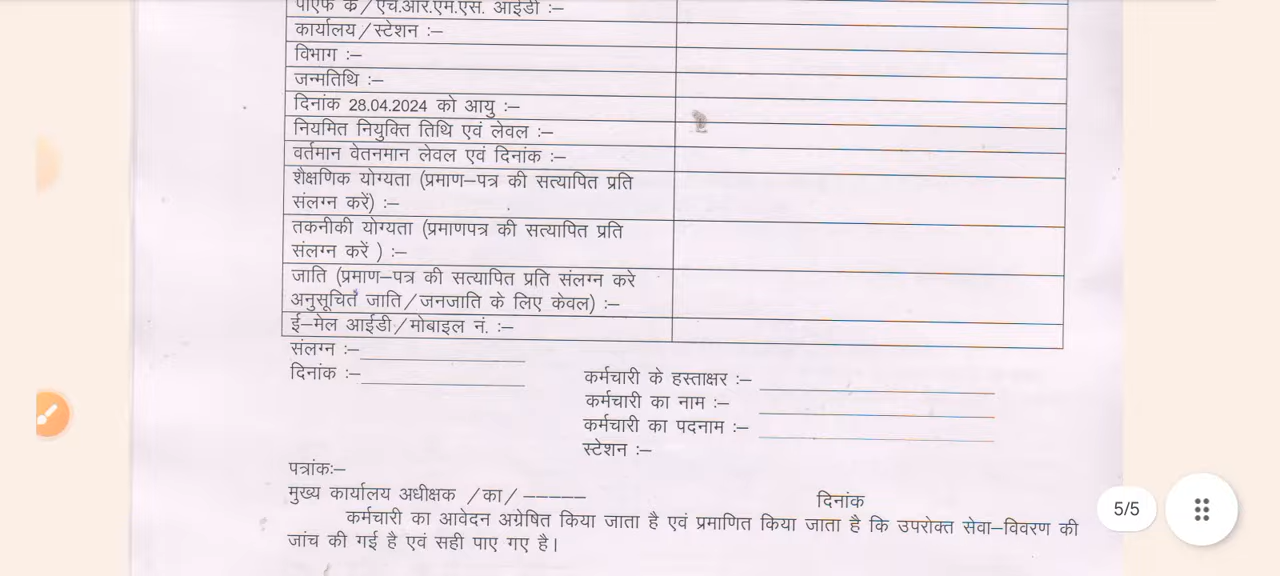 पीएफ क्र/एच.आर.एम.एस. आईडी :–
कार्यालय/स्टेशन :–
विभाग :–
जन्मतिथि :–
दिनांक 28.04.2024 को आयु :–
नियमित नियुक्ति तिथि एवं लेवल :–
वर्तमान वेतनमान लेवल एवं दिनांक :–
शैक्षणिक योग्यता (प्रमाण–पत्र की सत्यापित प्रति
संलग्न करें) :–
तकनीकी योग्यता (प्रमाणपत्र की सत्यापित प्रति
संलग्न करें ) :–
जाति (प्रमाण–पत्र की सत्यापित प्रति संलग्न करे
अनुसूचित जाति/जनजाति के लिए केवल) :–
ई–मेल आईडी/मोबाइल नं. :–
संलग्न :–
दिनांक :–
कर्मचारी के हस्ताक्षर :–
कर्मचारी का नाम :–
कर्मचारी का पदनाम :–
स्टेशन :–
पत्रांक:–
मुख्य कार्यालय अधीक्षक /का/ ––––– दिनांक
कर्मचारी का आवेदन अग्रेषित किया जाता है एवं प्रमाणित किया जाता है कि उपरोक्त सेवा–विवरण की
जांच की गई है एवं सही पाए गए है।
5/5